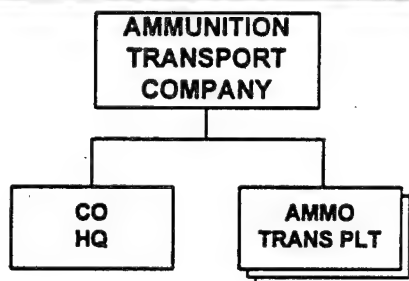 AMMUNITION
TRANSPORT
COMPANY
CO
HQ
AMMO
TRANS PLT